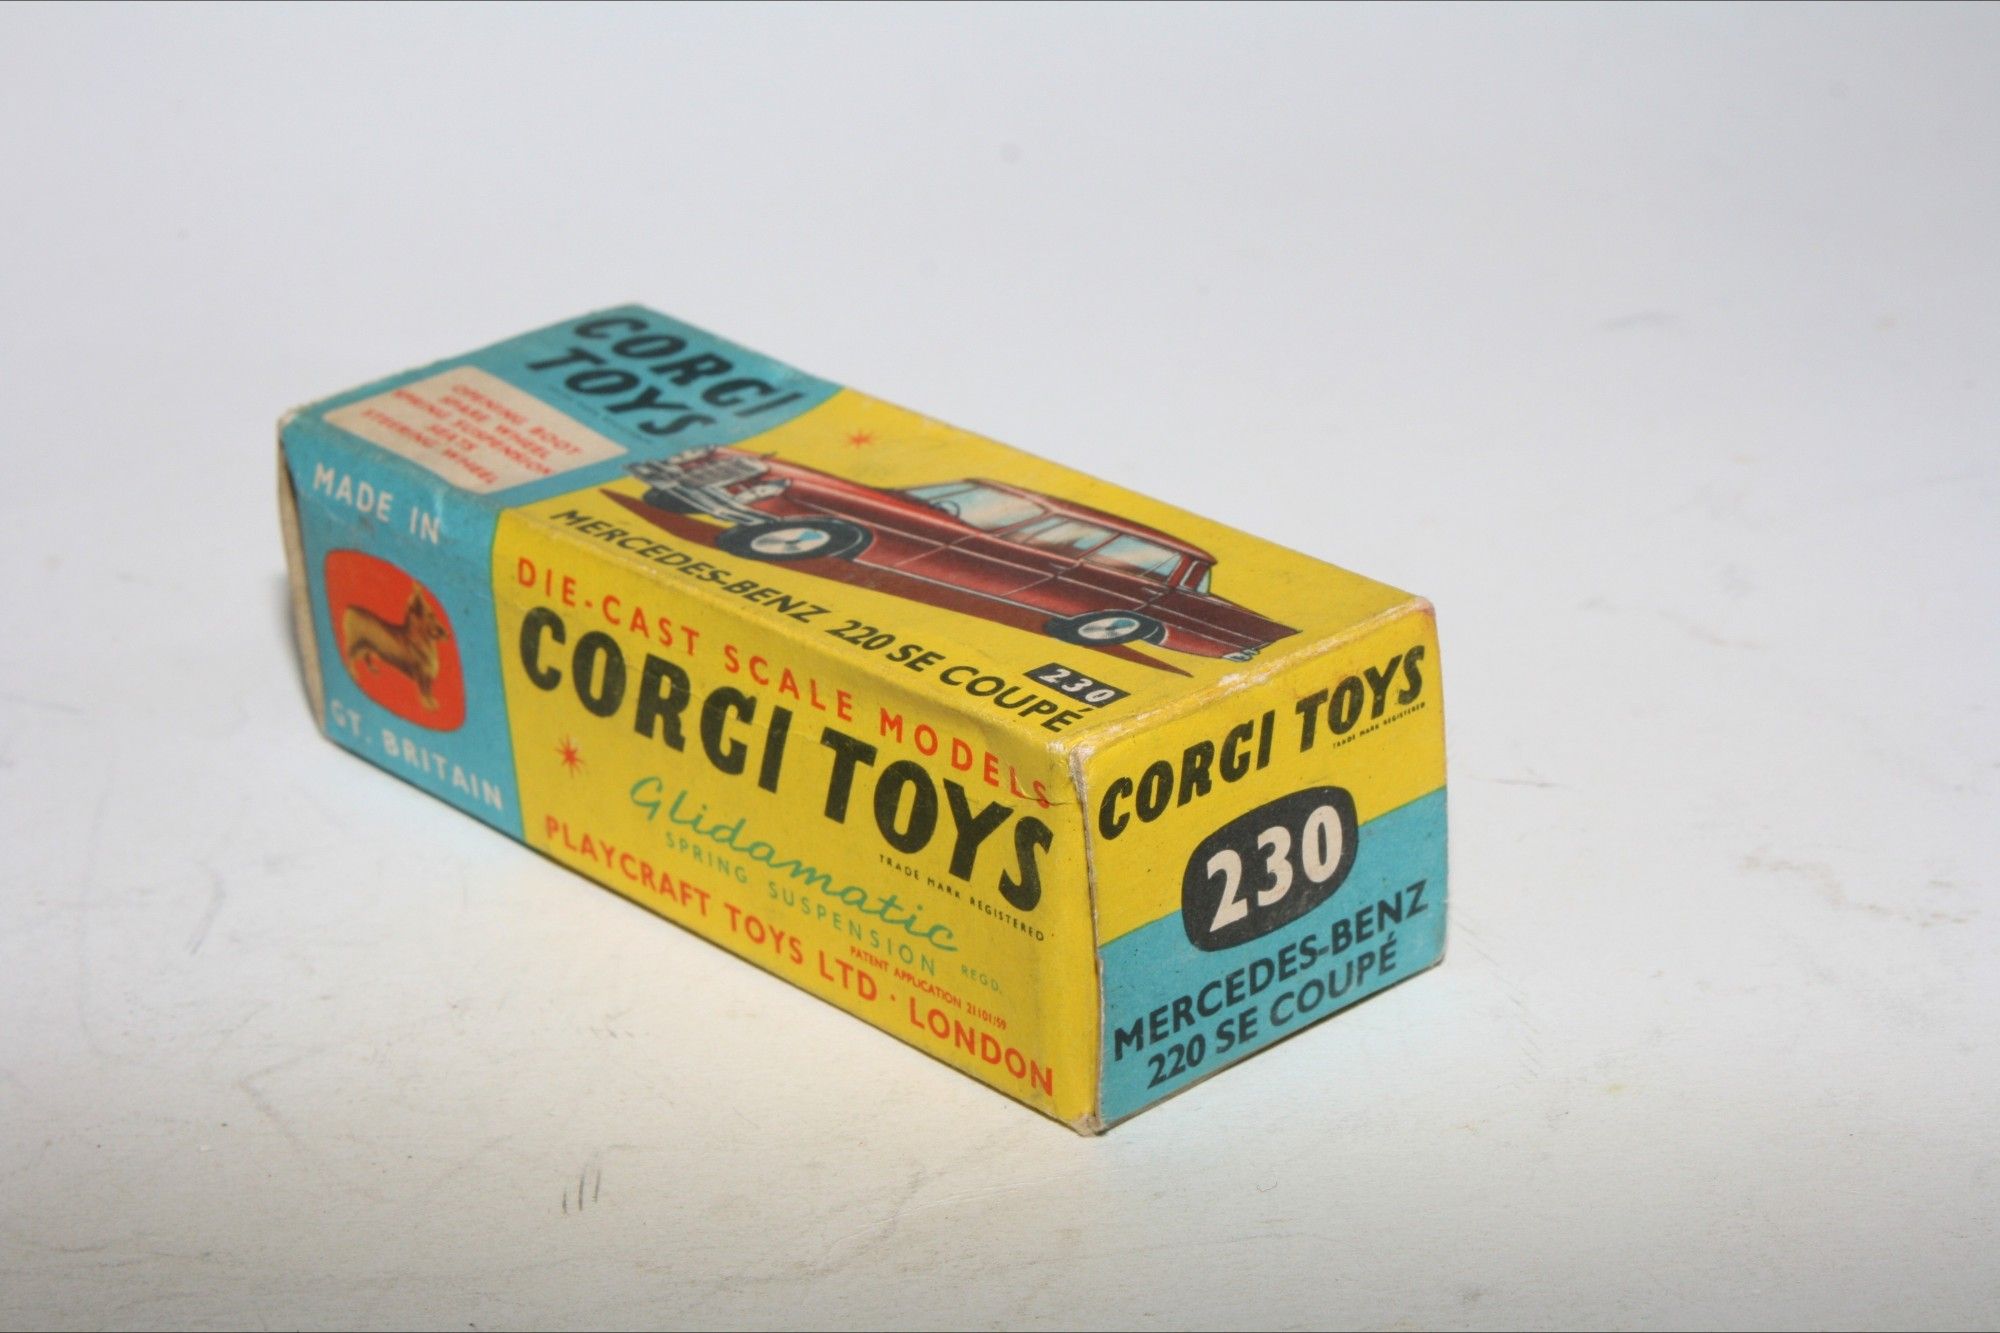 CORGI
TOYS
OPENING BOOT
SPARE WHEEL
SPRING SUSPENSION
SEATS
STEERING WHEEL
MERCEDES-BENZ 220 SE COUPÉ
230
MADE IN
GT. BRITAIN
DIE-CAST SCALE MODELS
CORGI TOYS
TRADE MARK REGISTERED
Glidamatic
SPRING SUSPENSION REGD.
PATENT APPLICATION 21101/59
PLAYCRAFT TOYS LTD · LONDON
CORGI TOYS
TRADE MARK REGISTERED
230
MERCEDES-BENZ
220 SE COUPÉ